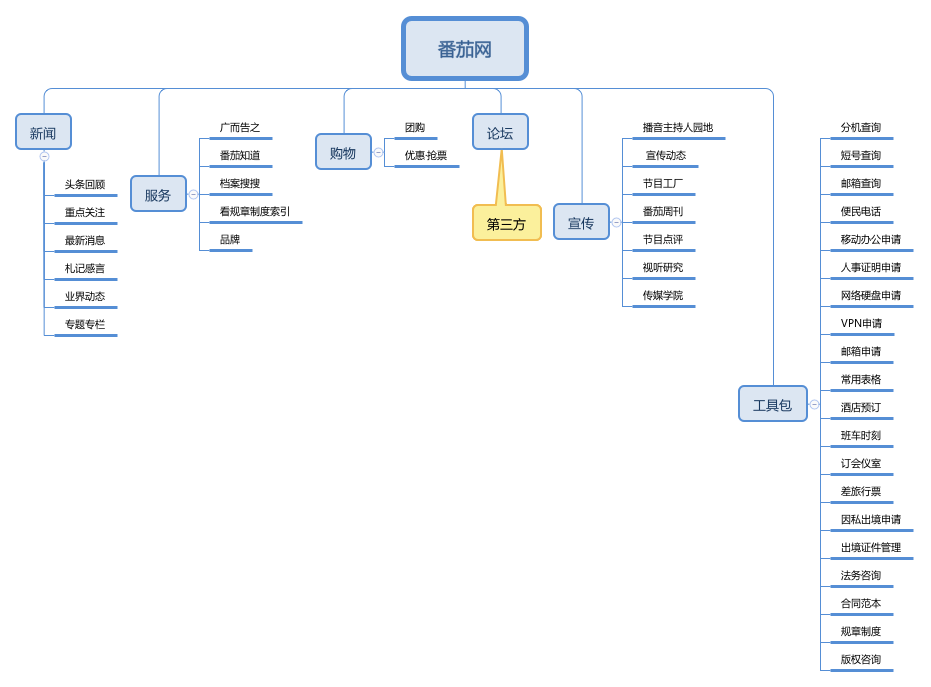 番茄网
新闻
头条回顾
重点关注
最新消息
札记感言
业界动态
专题专栏
服务
广而告之
番茄知道
档案搜搜
看规章制度索引
品牌
购物
团购
优惠·抢票
论坛
第三方
宣传
播音主持人园地
宣传动态
节目工厂
番茄周刊
节目点评
视听研究
传媒学院
工具包
分机查询
短号查询
邮箱查询
便民电话
移动办公申请
人事证明申请
网络硬盘申请
VPN申请
邮箱申请
常用表格
酒店预订
班车时刻
订会仪室
差旅行票
因私出境申请
出境证件管理
法务咨询
合同范本
规章制度
版权咨询